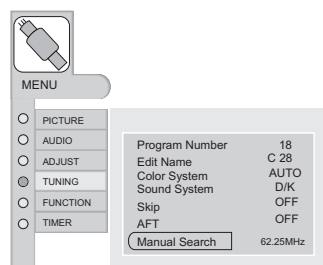 MENU
PICTURE
AUDIO
ADJUST
TUNING
FUNCTION
TIMER
Program Number 18
Edit Name C 28
Color System AUTO
Sound System D/K
Skip OFF
AFT OFF
Manual Search 62.25MHz